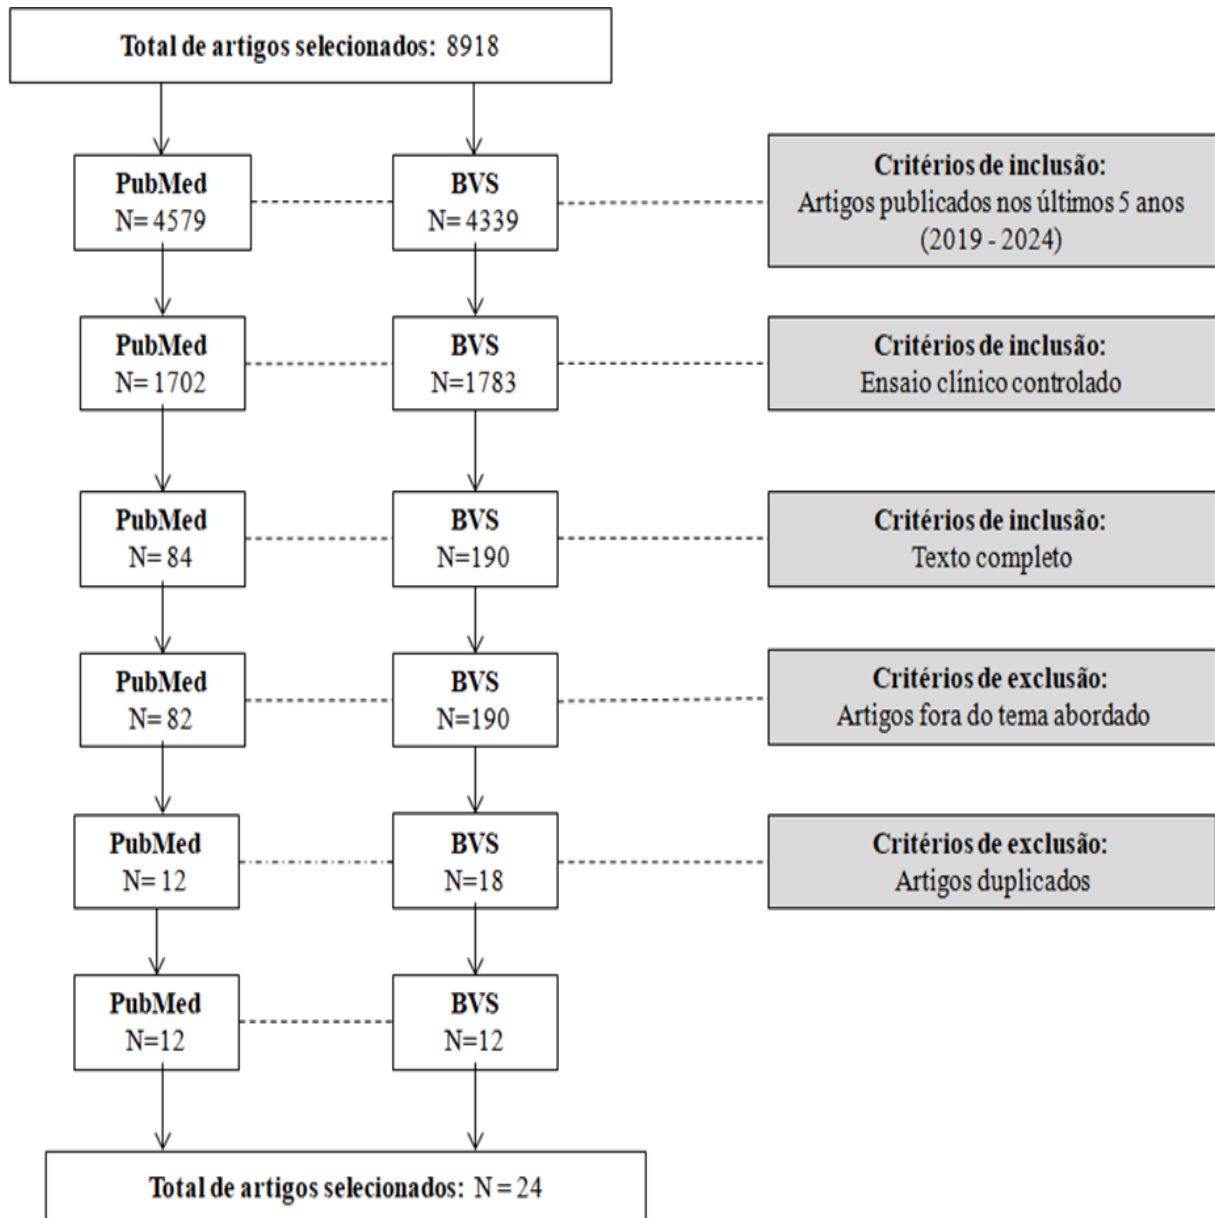 Total de artigos selecionados: 8918
PubMed
N= 4579
BVS
N= 4339
Critérios de inclusão:
Artigos publicados nos últimos 5 anos
(2019 - 2024)
PubMed
N= 1702
BVS
N=1783
Critérios de inclusão:
Ensaio clínico controlado
PubMed
N= 84
BVS
N=190
Critérios de inclusão:
Texto completo
PubMed
N= 82
BVS
N=190
Critérios de exclusão:
Artigos fora do tema abordado
PubMed
N= 12
BVS
N=18
Critérios de exclusão:
Artigos duplicados
PubMed
N=12
BVS
N=12
Total de artigos selecionados: N = 24